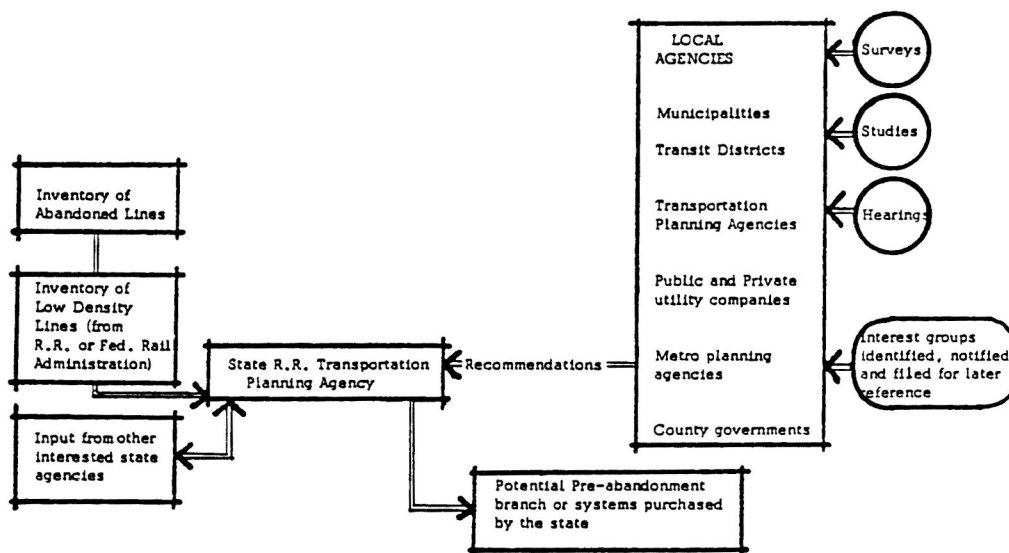 LOCAL
AGENCIES
Municipalities
Transit Districts
Transportation
Planning Agencies
Public and Private
utility companies
Metro planning
agencies
County governments
Surveys
Studies
Hearings
Interest groups
identified, notified
and filed for later
reference
Inventory of
Abandoned Lines
Inventory of
Low Density
Lines (from
R.R. or Fed. Rail
Administration)
Input from other
interested state
agencies
State R.R. Transportation
Planning Agency
Recommendations
Potential Pre-abandonment
branch or systems purchased
by the state